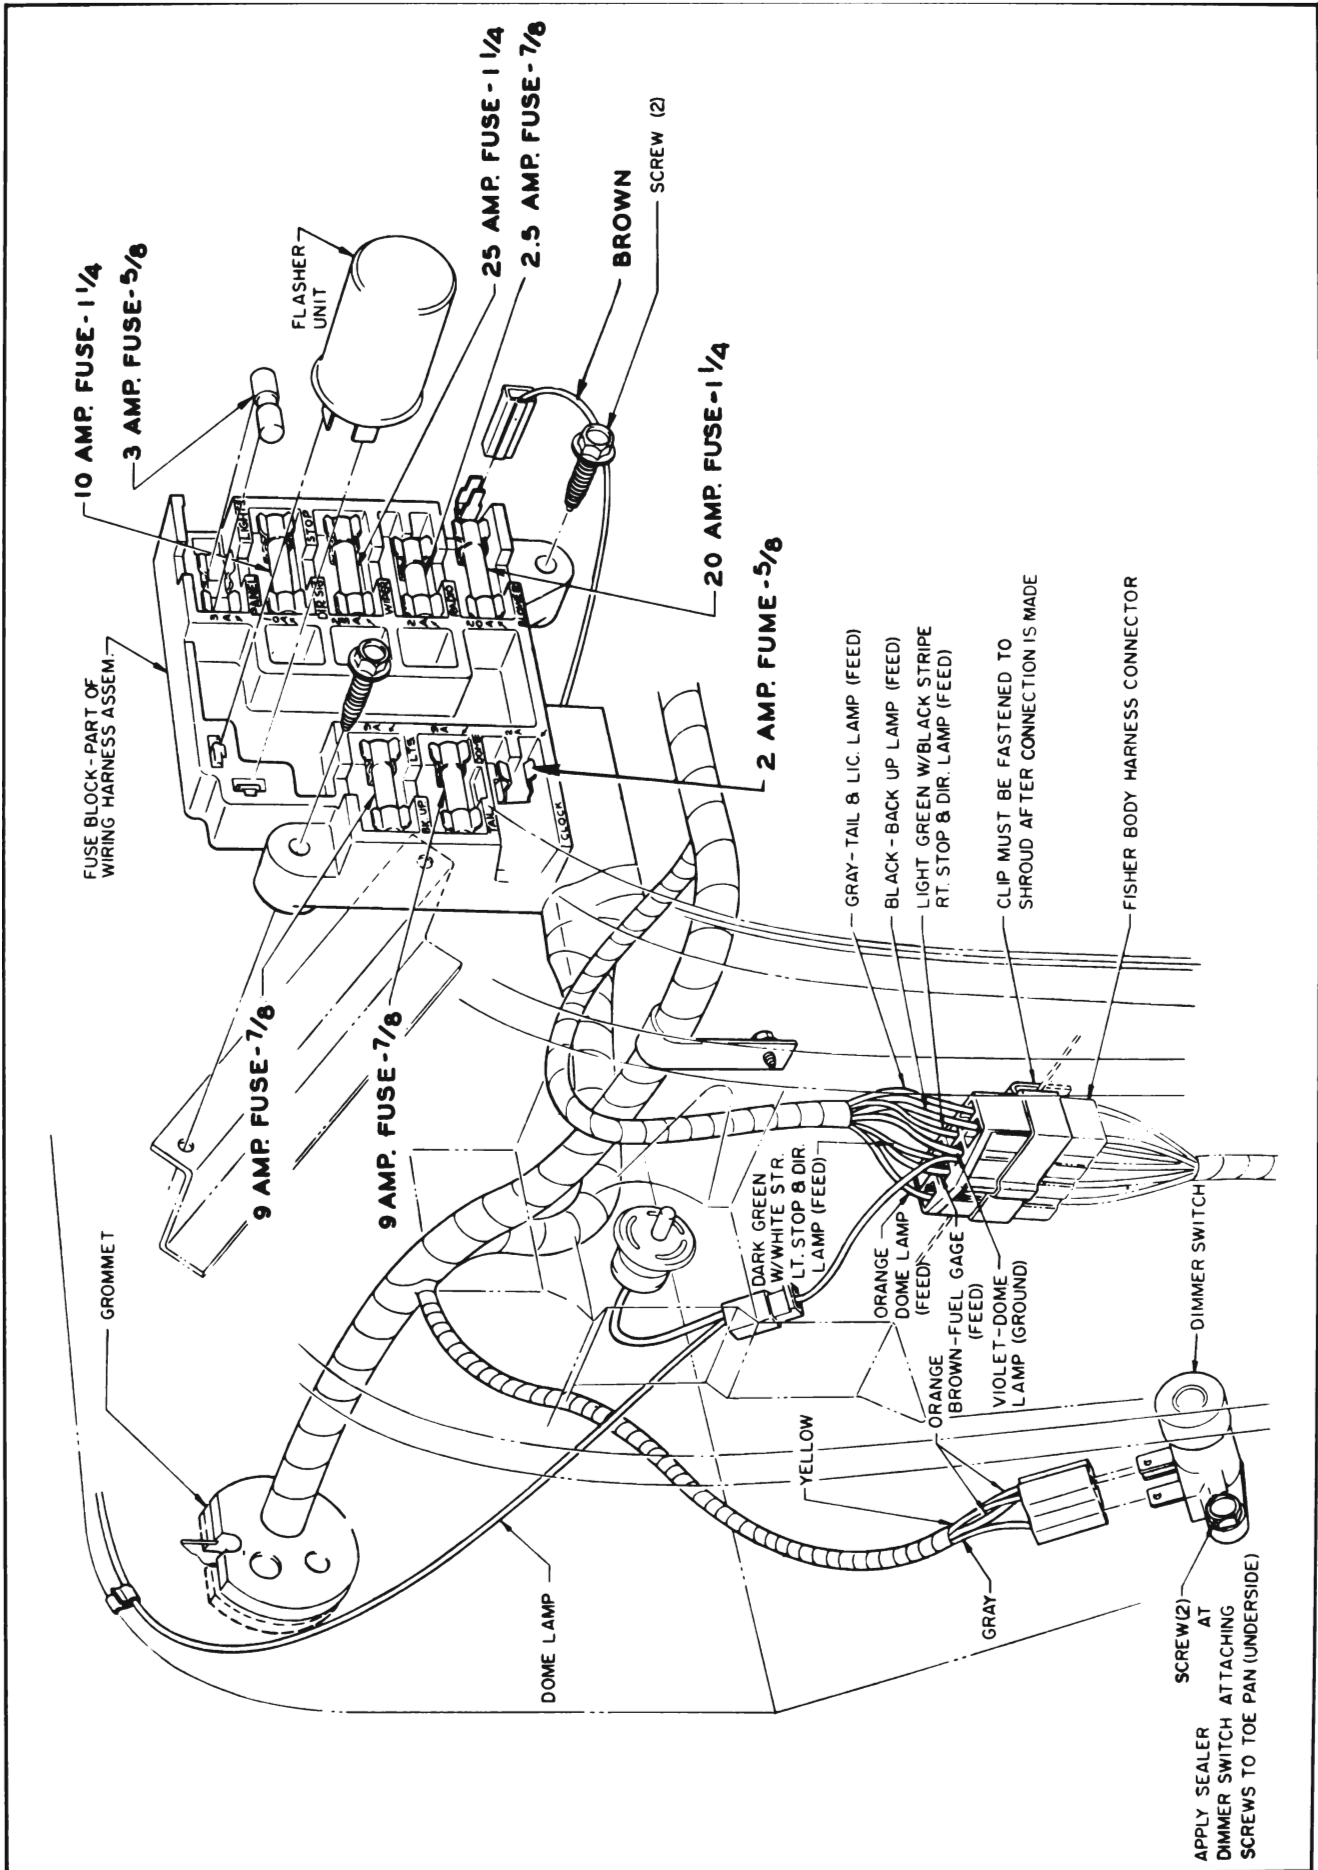 10 AMP. FUSE-1 1/4
3 AMP. FUSE-5/8
FLASHER
UNIT
25 AMP. FUSE-1 1/4
2.5 AMP. FUSE-7/8
BROWN
SCREW (2)
20 AMP. FUSE-1 1/4
2 AMP. FUME-5/8
FUSE BLOCK-PART OF
WIRING HARNESS ASSEM.
PANEL
LIGHTS
DIR SIG
STOP
WIPER
RADIO
BK. UP
LTS
TAIL
DOME
CLOCK
9 AMP. FUSE-7/8
9 AMP. FUSE-7/8
GRAY-TAIL & LIC. LAMP (FEED)
BLACK-BACK UP LAMP (FEED)
LIGHT GREEN W/BLACK STRIPE
RT. STOP & DIR. LAMP (FEED)
CLIP MUST BE FASTENED TO
SHROUD AFTER CONNECTION IS MADE
FISHER BODY HARNESS CONNECTOR
GROMMET
DARK GREEN
W/WHITE STR.
LT. STOP & DIR.
LAMP (FEED)
ORANGE
DOME LAMP
(FEED)
ORANGE
BROWN-FUEL GAGE
(FEED)
VIOLET-DOME
LAMP (GROUND)
DIMMER SWITCH
YELLOW
DOME LAMP
GRAY
SCREW(2)
APPLY SEALER AT
DIMMER SWITCH ATTACHING
SCREWS TO TOE PAN (UNDERSIDE)